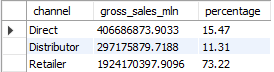 channel gross_sales_mln percentage
Direct 406686873.9033 15.47
Distributor 297175879.7188 11.31
Retailer 1924170397.9096 73.22